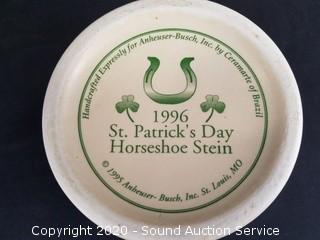 Handcrafted Expressly for Anheuser-Busch, Inc. by Ceramarte of Brazil
1996
St. Patrick's Day
Horseshoe Stein
© 1995 Anheuser-Busch, Inc. St. Louis, MO
Copyright 2020 - Sound Auction Service